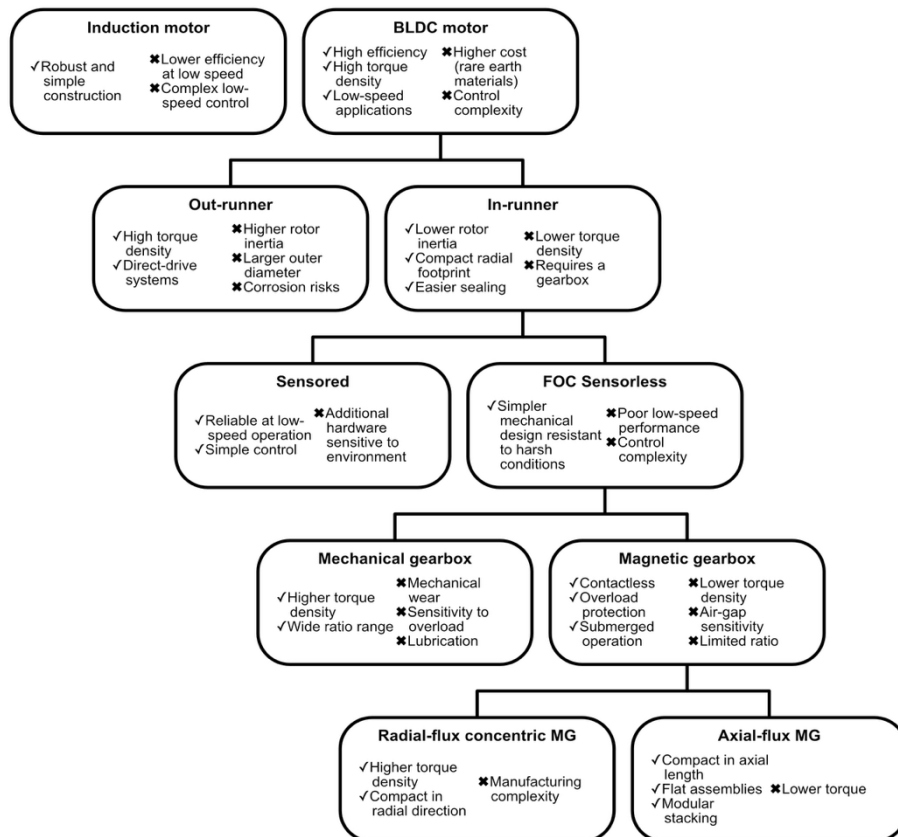 Induction motor
✓Robust and
simple
construction
✖Lower efficiency
at low speed
✖Complex low-
speed control
BLDC motor
✓High efficiency
✓High torque
density
✓Low-speed
applications
✖Higher cost
(rare earth
materials)
✖Control
complexity
Out-runner
✓High torque
density
✓Direct-drive
systems
✖Higher rotor
inertia
✖Larger outer
diameter
✖Corrosion risks
In-runner
✓Lower rotor
inertia
✓Compact radial
footprint
✓Easier sealing
✖Lower torque
density
✖Requires a
gearbox
Sensored
✓Reliable at low-
speed operation
✓Simple control
✖Additional
hardware
sensitive to
environment
FOC Sensorless
✓Simpler
mechanical
design resistant
to harsh
conditions
✖Poor low-speed
performance
✖Control
complexity
Mechanical gearbox
✓Higher torque
density
✓Wide ratio range
✖Mechanical
wear
✖Sensitivity to
overload
✖Lubrication
Magnetic gearbox
✓Contactless
✓Overload
protection
✓Submerged
operation
✖Lower torque
density
✖Air-gap
sensitivity
✖Limited ratio
Radial-flux concentric MG
✓Higher torque
density
✓Compact in
radial direction
✖Manufacturing
complexity
Axial-flux MG
✓Compact in axial
length
✓Flat assemblies
✓Modular
stacking
✖Lower torque